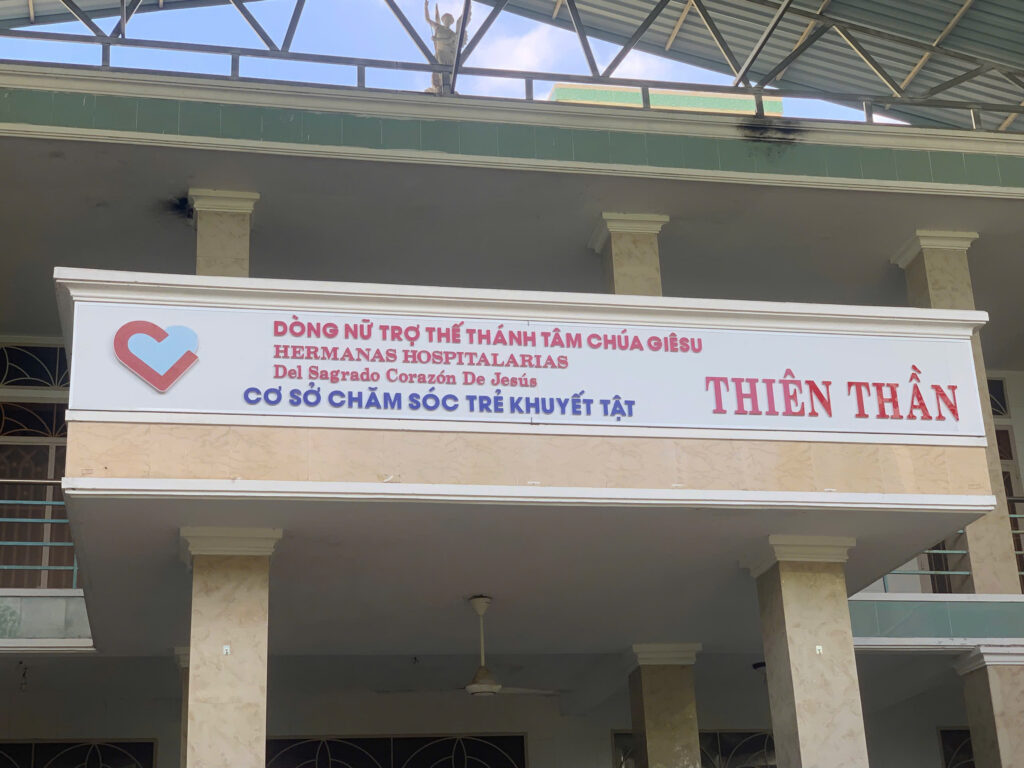 DÒNG NỮ TRỢ THẾ THÁNH TÂM CHÚA GIÊSU
HERMANAS HOSPITALARIAS
Del Sagrado Corazón De Jesús
CƠ SỞ CHĂM SÓC TRẺ KHUYẾT TẬT
THIÊN THẦN